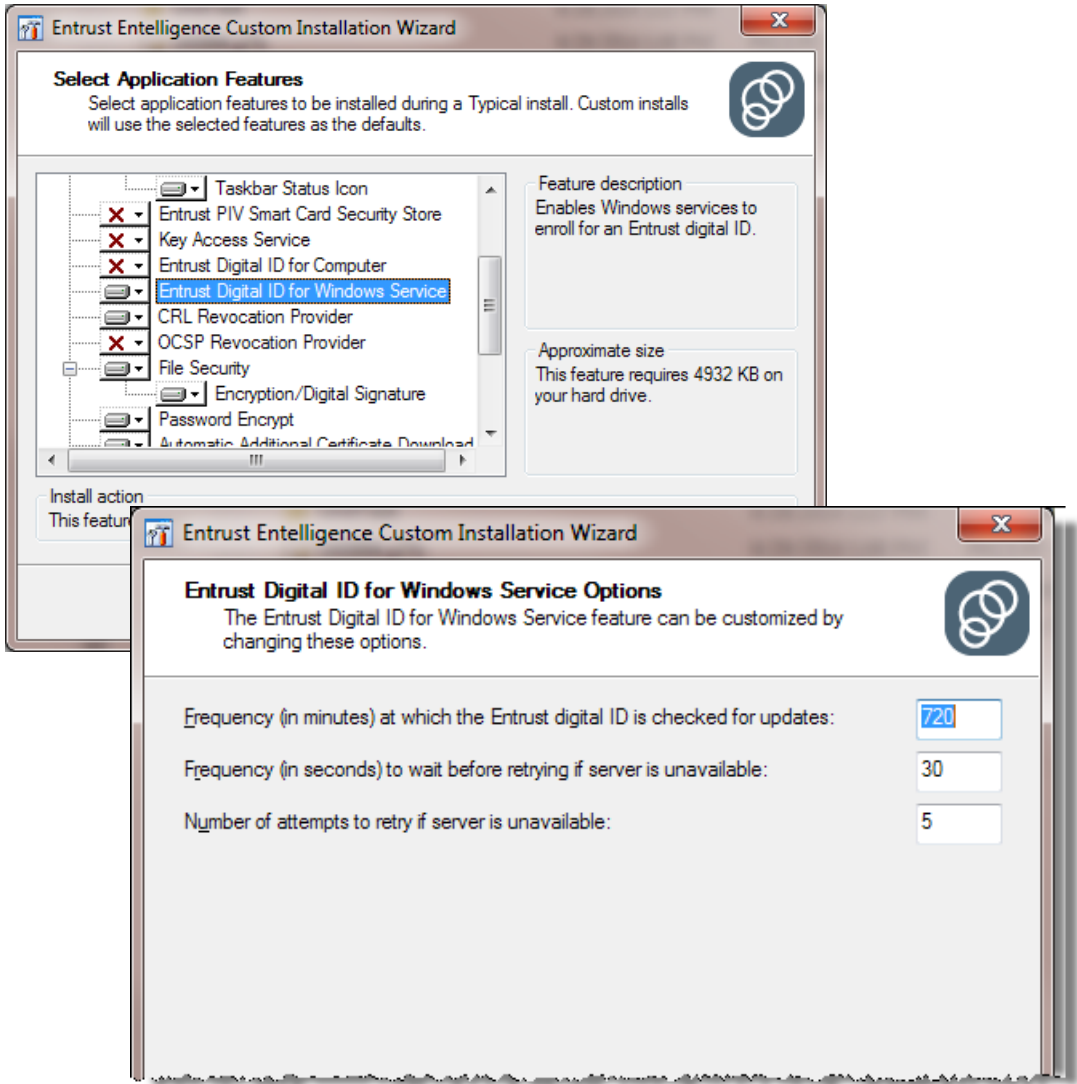 Entrust Entelligence Custom Installation Wizard
Select Application Features
Select application features to be installed during a Typical install. Custom installs
will use the selected features as the defaults.
Taskbar Status Icon
Entrust PIV Smart Card Security Store
Key Access Service
Entrust Digital ID for Computer
Entrust Digital ID for Windows Service
CRL Revocation Provider
OCSP Revocation Provider
File Security
Encryption/Digital Signature
Password Encrypt
Automatic Additional Certificate Download
Feature description
Enables Windows services to
enroll for an Entrust digital ID.
Approximate size
This feature requires 4932 KB on
your hard drive.
Install action
This featur
Entrust Entelligence Custom Installation Wizard
Entrust Digital ID for Windows Service Options
The Entrust Digital ID for Windows Service feature can be customized by
changing these options.
Frequency (in minutes) at which the Entrust digital ID is checked for updates: 720
Frequency (in seconds) to wait before retrying if server is unavailable: 30
Number of attempts to retry if server is unavailable: 5